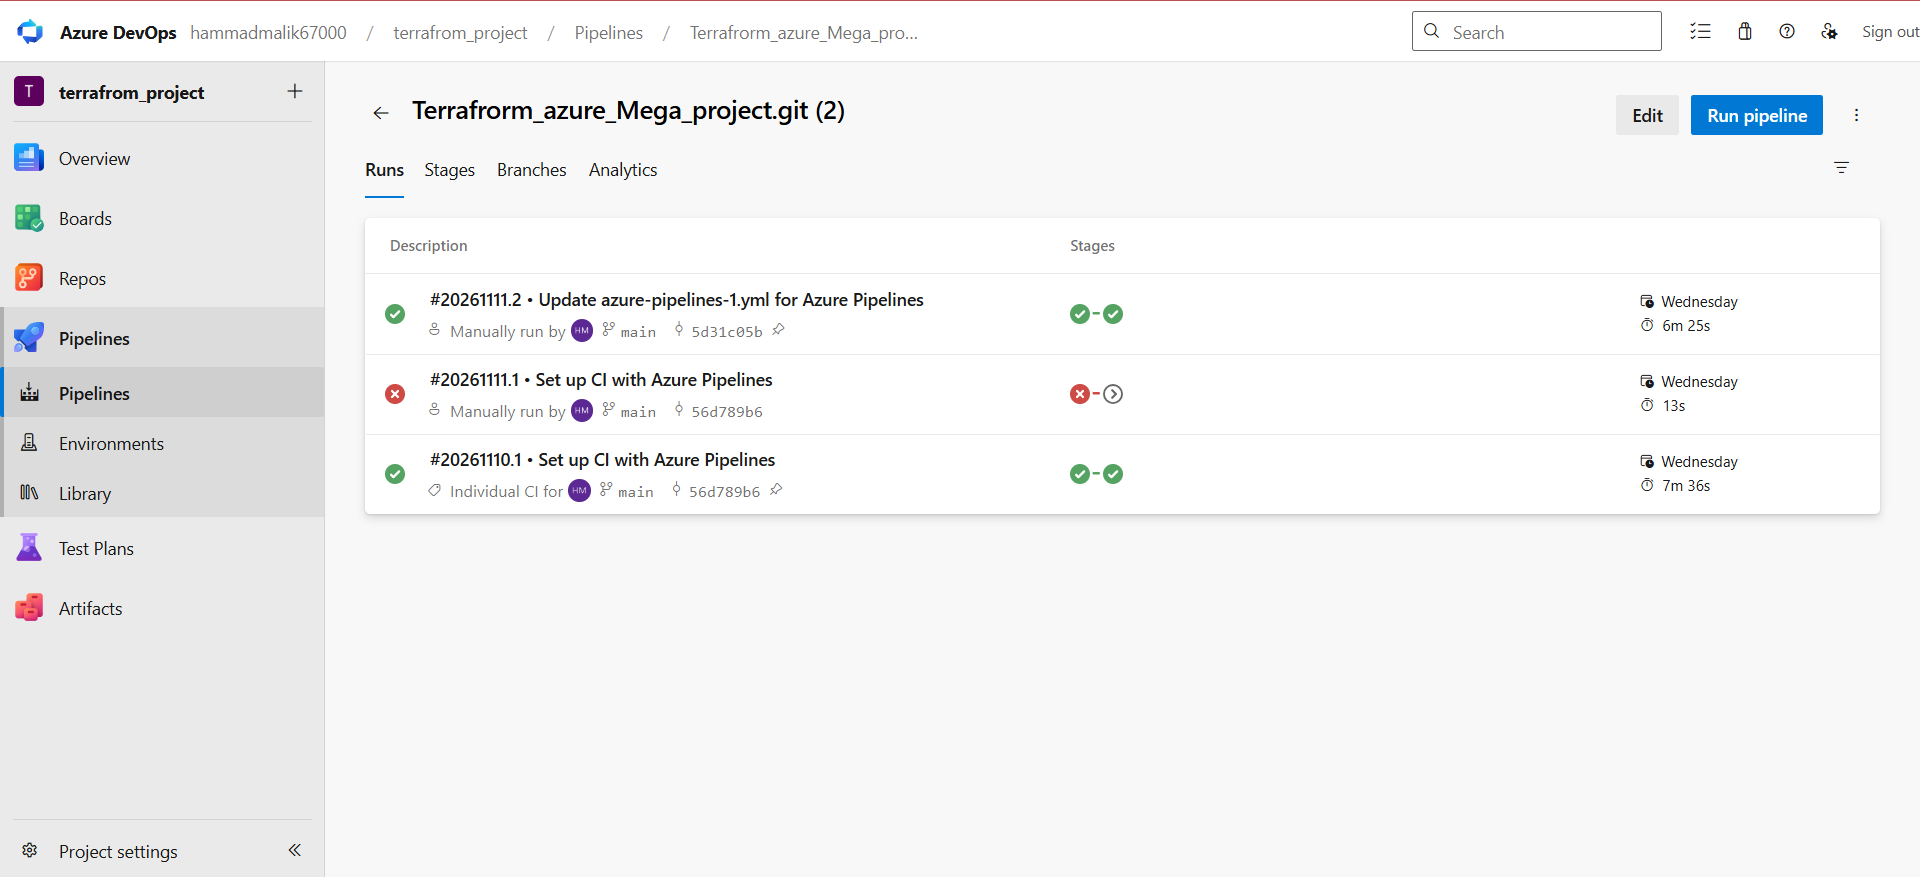 Azure DevOps hammadmalik67000 / terrafrom_project / Pipelines / Terrafrorm_azure_Mega_pro...
Search
Sign out
T terrafrom_project
Overview
Boards
Repos
Pipelines
Pipelines
Environments
Library
Test Plans
Artifacts
Project settings
Terrafrorm_azure_Mega_project.git (2)
Edit
Run pipeline
Runs Stages Branches Analytics
Description Stages
#20261111.2 • Update azure-pipelines-1.yml for Azure Pipelines
Manually run by HM main 5d31c05b
Wednesday
6m 25s
#20261111.1 • Set up CI with Azure Pipelines
Manually run by HM main 56d789b6
Wednesday
13s
#20261110.1 • Set up CI with Azure Pipelines
Individual CI for HM main 56d789b6
Wednesday
7m 36s